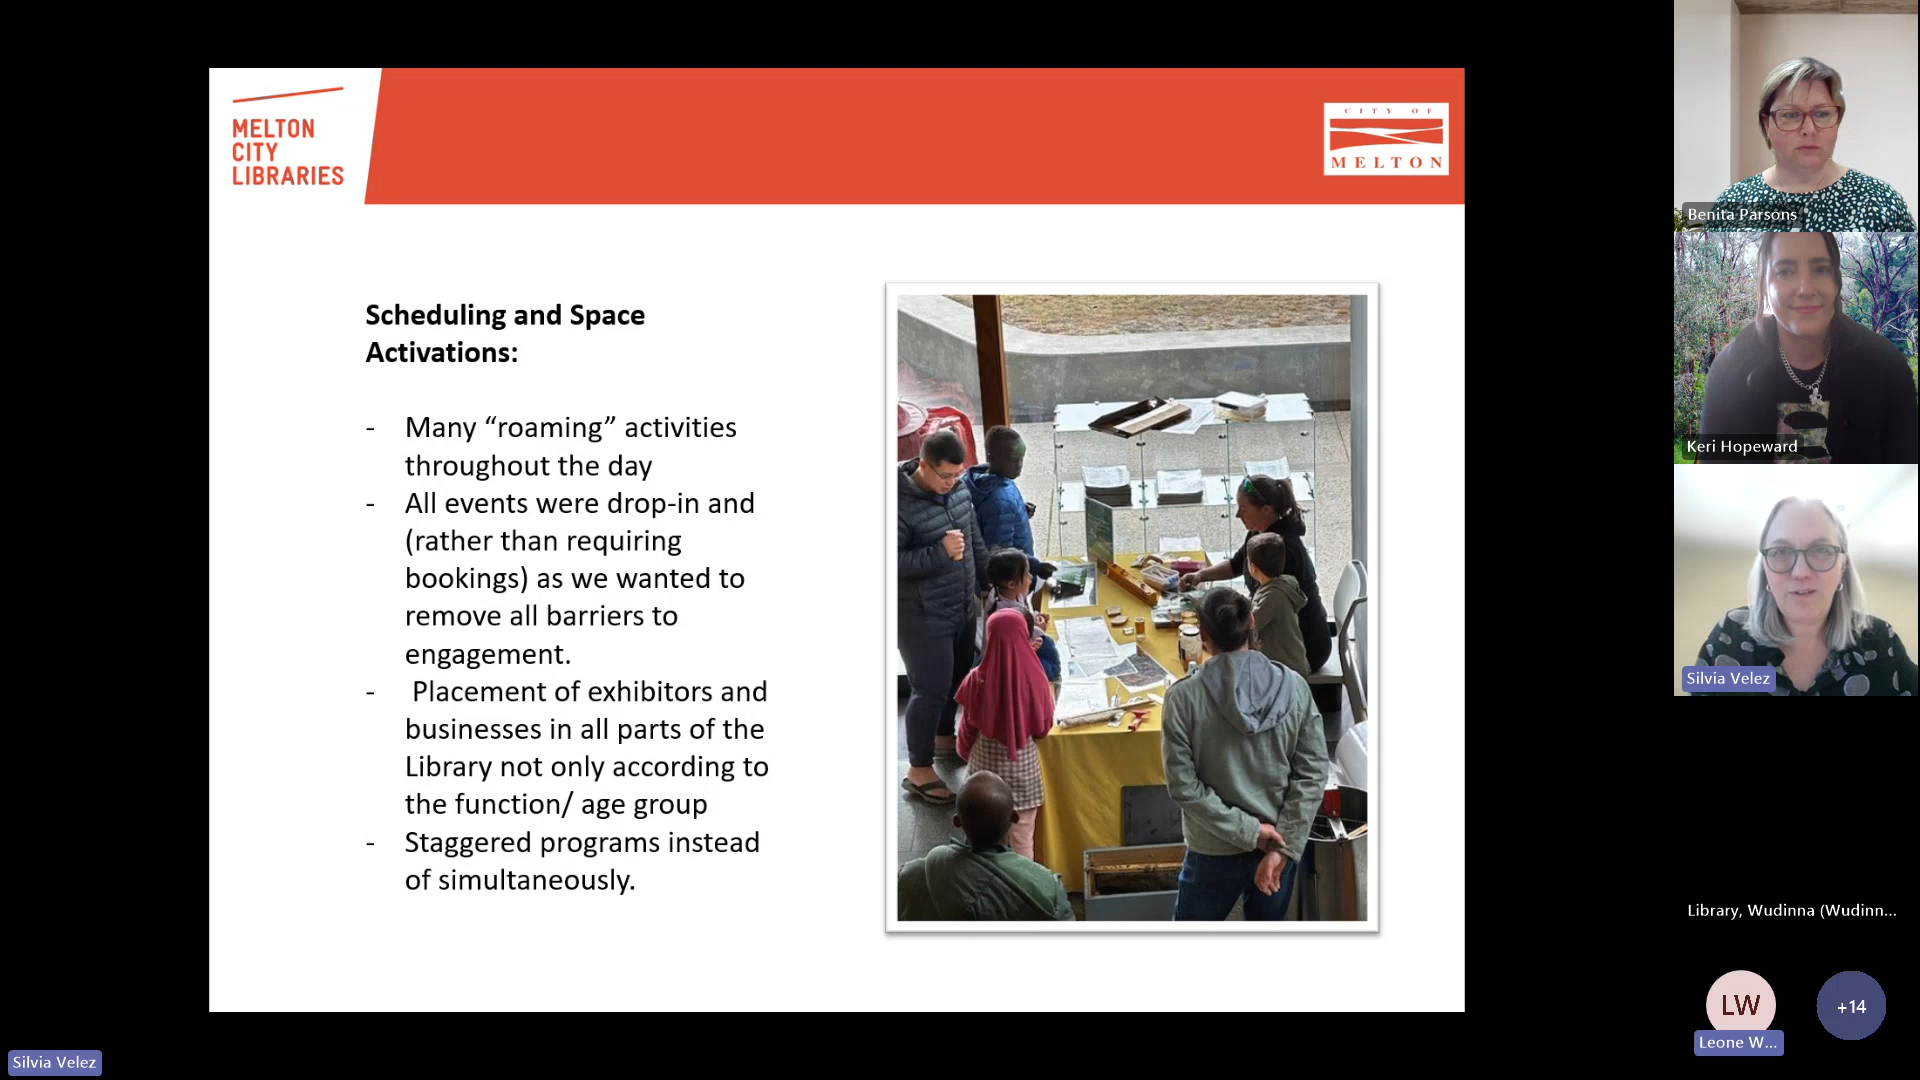 MELTON
CITY
LIBRARIES
CITY OF
MELTON
Scheduling and Space
Activations:
- Many “roaming” activities
throughout the day
- All events were drop-in and
(rather than requiring
bookings) as we wanted to
remove all barriers to
engagement.
- Placement of exhibitors and
businesses in all parts of the
Library not only according to
the function/ age group
- Staggered programs instead
of simultaneously.
Benita Parsons
Keri Hopeward
Silvia Velez
Library, Wudinna (Wudinn...
LW
+14
Leone W...
Silvia Velez